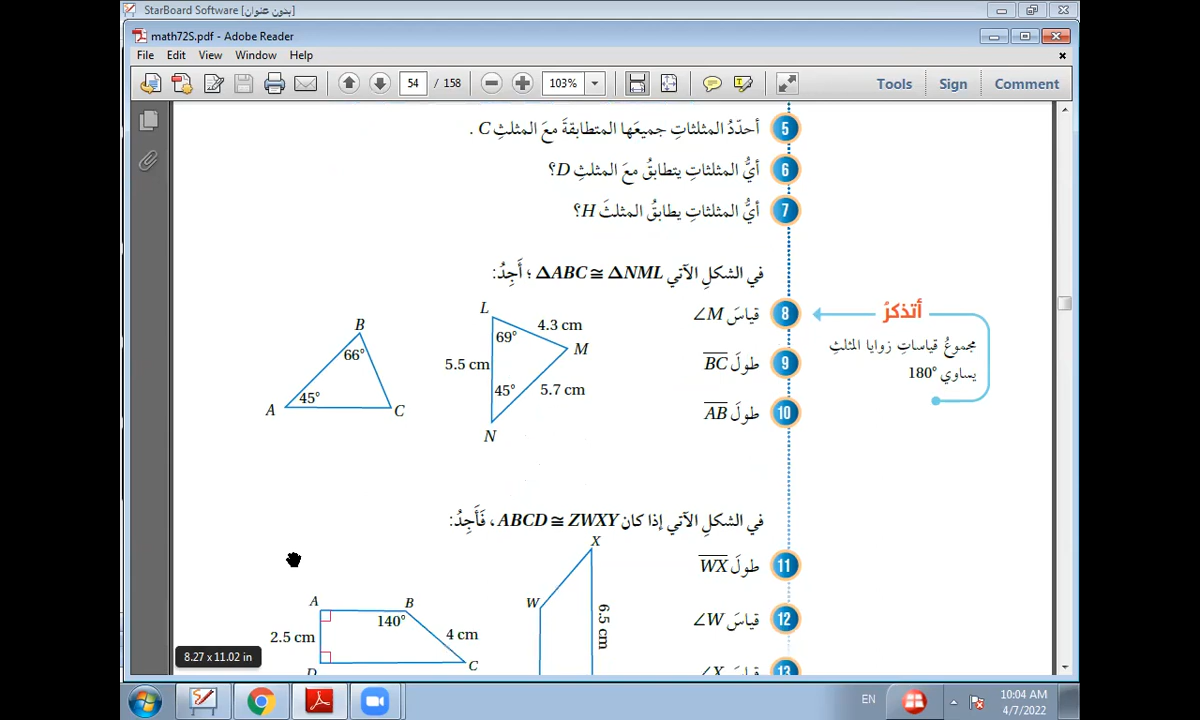 StarBoard Software [بدون عنوان]
math72S.pdf - Adobe Reader
File Edit View Window Help
54 / 158 103% Tools Sign Comment
5 أحدّدُ المثلثاتِ جميعَها المتطابقةَ معَ المثلثِ C .
6 أيُّ المثلثاتِ يتطابقُ معَ المثلثِ D؟
7 أيُّ المثلثاتِ يطابقُ المثلثَ H؟
في الشكلِ الآتي ΔABC ≅ ΔNML ؛ أَجِدُ:
8 قياسَ ∠M
9 طولَ BC
10 طولَ AB
أتذكرُ
مجموعُ قياساتِ زوايا المثلثِ
يساوي 180°
B
66°
45°
A
C
L
69°
4.3 cm
M
5.5 cm
45°
5.7 cm
N
في الشكلِ الآتي إذا كان ABCD ≅ ZWXY ، فَأَجِدُ:
11 طولَ WX
12 قياسَ ∠W
13 قياسَ ∠X
A
B
140°
2.5 cm
4 cm
C
D
X
W
6.5 cm
8.27 x 11.02 in
EN
10:04 AM
4/7/2022